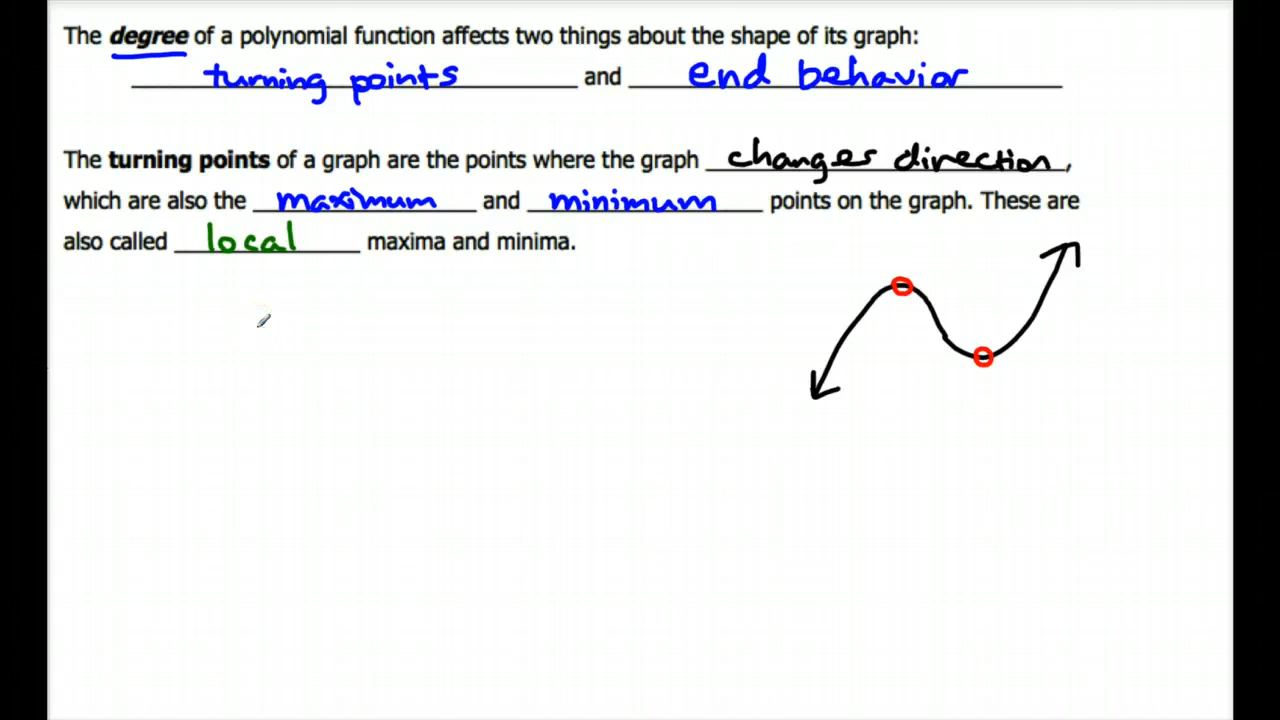 The degree of a polynomial function affects two things about the shape of its graph:
turning points and end behavior
The turning points of a graph are the points where the graph changes direction,
which are also the maximum and minimum points on the graph. These are
also called local maxima and minima.